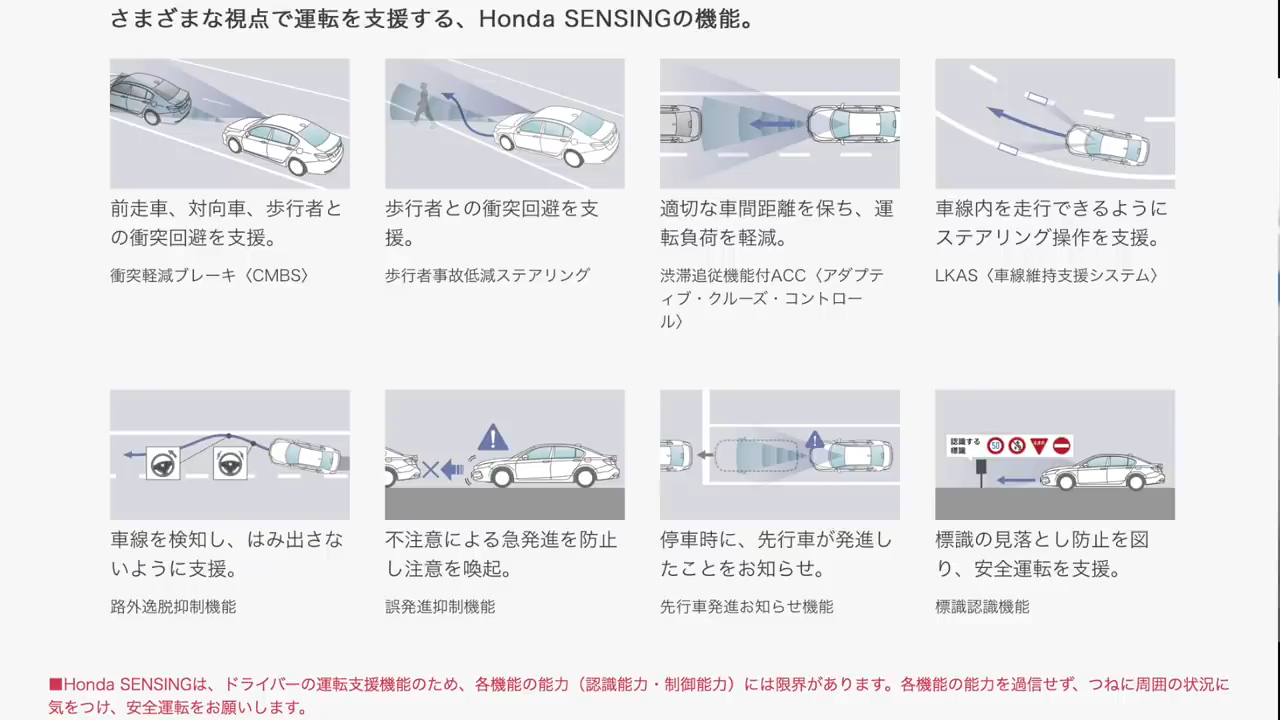 さまざまな視点で運転を支援する、Honda SENSINGの機能。
前走車、対向車、歩行者と
の衝突回避を支援。
衝突軽減ブレーキ〈CMBS〉
歩行者との衝突回避を支
援。
歩行者事故低減ステアリング
適切な車間距離を保ち、運
転負荷を軽減。
渋滞追従機能付ACC〈アダプテ
ィブ・クルーズ・コントロー
ル〉
車線内を走行できるように
ステアリング操作を支援。
LKAS〈車線維持支援システム〉
車線を検知し、はみ出さな
いように支援。
路外逸脱抑制機能
不注意による急発進を防止
し注意を喚起。
誤発進抑制機能
停車時に、先行車が発進し
たことをお知らせ。
先行車発進お知らせ機能
認識する
標識
標識の見落とし防止を図
り、安全運転を支援。
標識認識機能
■Honda SENSINGは、ドライバーの運転支援機能のため、各機能の能力（認識能力・制御能力）には限界があります。各機能の能力を過信せず、つねに周囲の状況に
気をつけ、安全運転をお願いします。